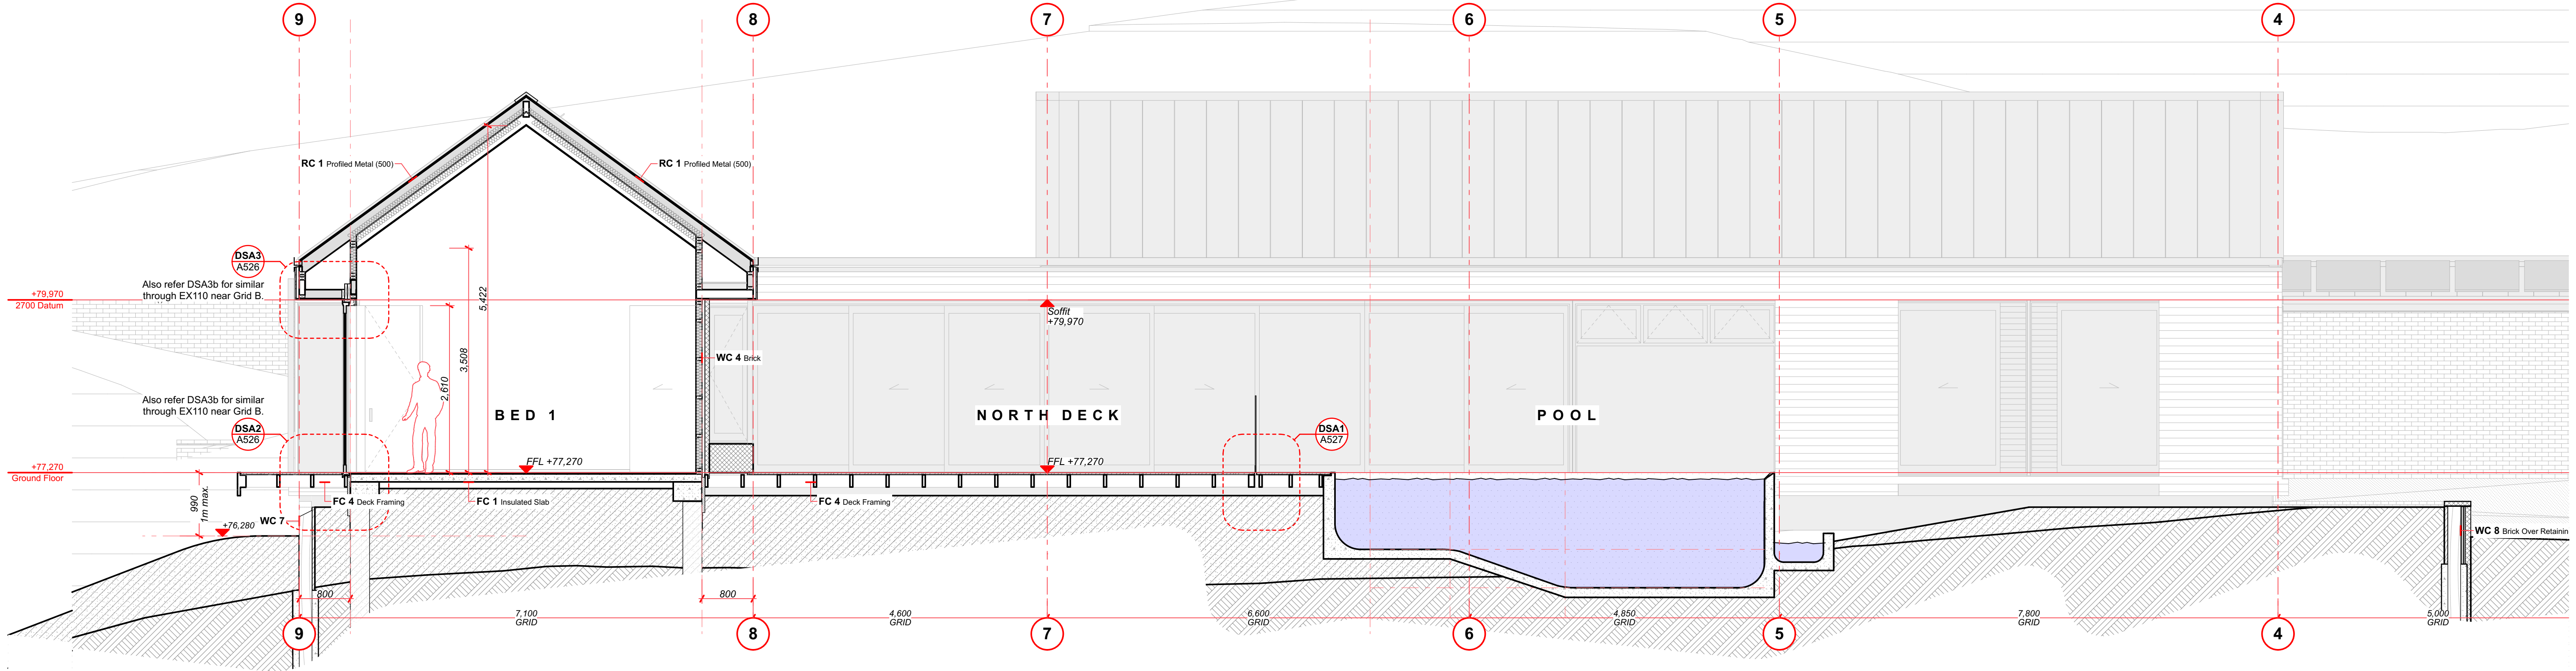 9
8
7
6
5
4
RC 1 Profiled Metal (500)
RC 1 Profiled Metal (500)
DSA3
A526
Also refer DSA3b for similar
through EX110 near Grid B.
+79,970
2700 Datum
5,422
Soffit
+79,970
3,508
WC 4 Brick
2,610
Also refer DSA3b for similar
through EX110 near Grid B.
BED 1
NORTH DECK
POOL
DSA2
A526
DSA1
A527
FFL +77,270
FFL +77,270
+77,270
Ground Floor
990
1m max.
FC 4 Deck Framing
FC 1 Insulated Slab
FC 4 Deck Framing
WC 7
+76,280
WC 8 Brick Over Retainin
800
800
7,100
GRID
4,600
GRID
6,600
GRID
4,850
GRID
7,800
GRID
5,000
GRID
9
8
7
6
5
4